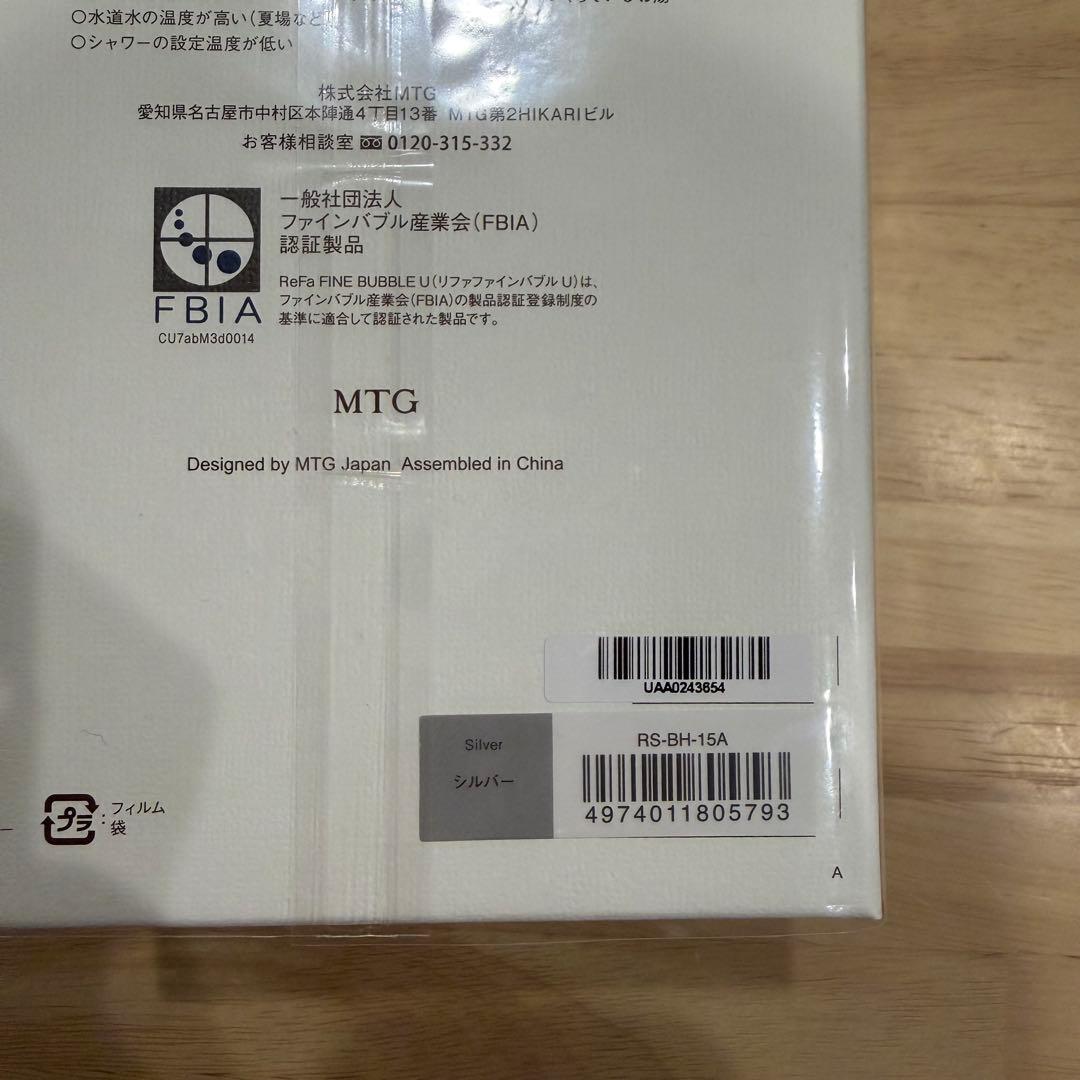 ○水道水の温度が高い（夏場など
○シャワーの設定温度が低い
株式会社MTG
愛知県名古屋市中村区本陣通4丁目13番 MTG第2HIKARIビル
お客様相談室 0120-315-332
一般社団法人
ファインバブル産業会（FBIA）
認証製品
ReFa FINE BUBBLE U（リファファインバブル U）は、
ファインバブル産業会（FBIA）の製品認証登録制度の
基準に適合して認証された製品です。
FBIA
CU7abM3d0014
MTG
Designed by MTG Japan Assembled in China
UAA0243654
Silver
シルバー
RS-BH-15A
4974011805793
プラ
：フィルム
袋
A